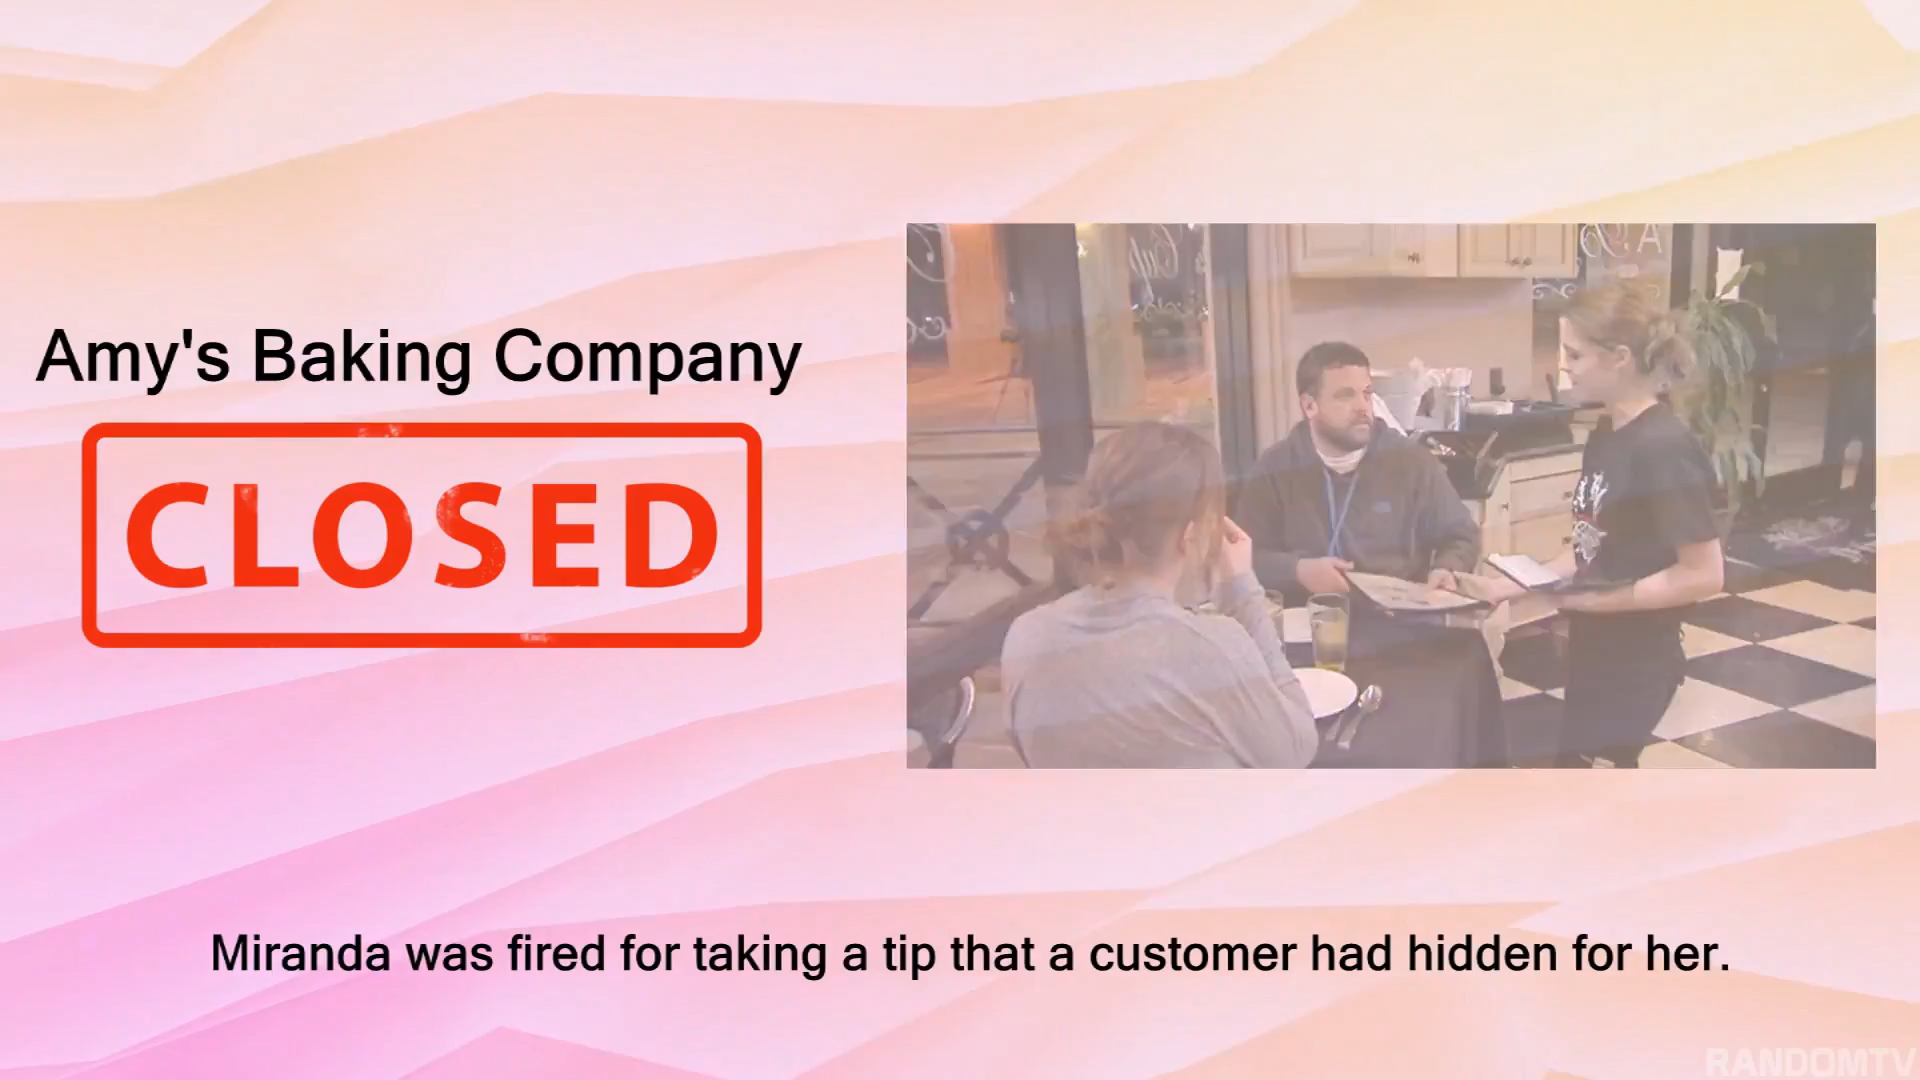 Amy's Baking Company
CLOSED
Miranda was fired for taking a tip that a customer had hidden for her.
RANDOMTV